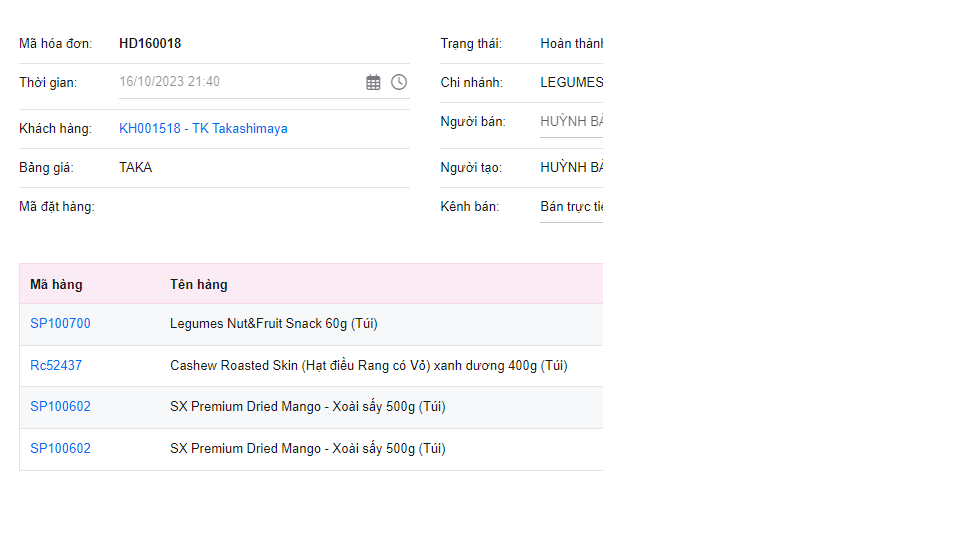 Mã hóa đơn: HD160018 Trạng thái: Hoàn thành
Thời gian: 16/10/2023 21:40 Chi nhánh: LEGUMES
Khách hàng: KH001518 - TK Takashimaya Người bán: HUỲNH
Bảng giá: TAKA Người tạo: HUỲNH
Mã đặt hàng: Kênh bán: Bán trực
Mã hàng Tên hàng
SP100700 Legumes Nut&Fruit Snack 60g (Túi)
Rc52437 Cashew Roasted Skin (Hạt điều Rang có Vỏ) xanh dương 400g (Túi)
SP100602 SX Premium Dried Mango - Xoài sấy 500g (Túi)
SP100602 SX Premium Dried Mango - Xoài sấy 500g (Túi)